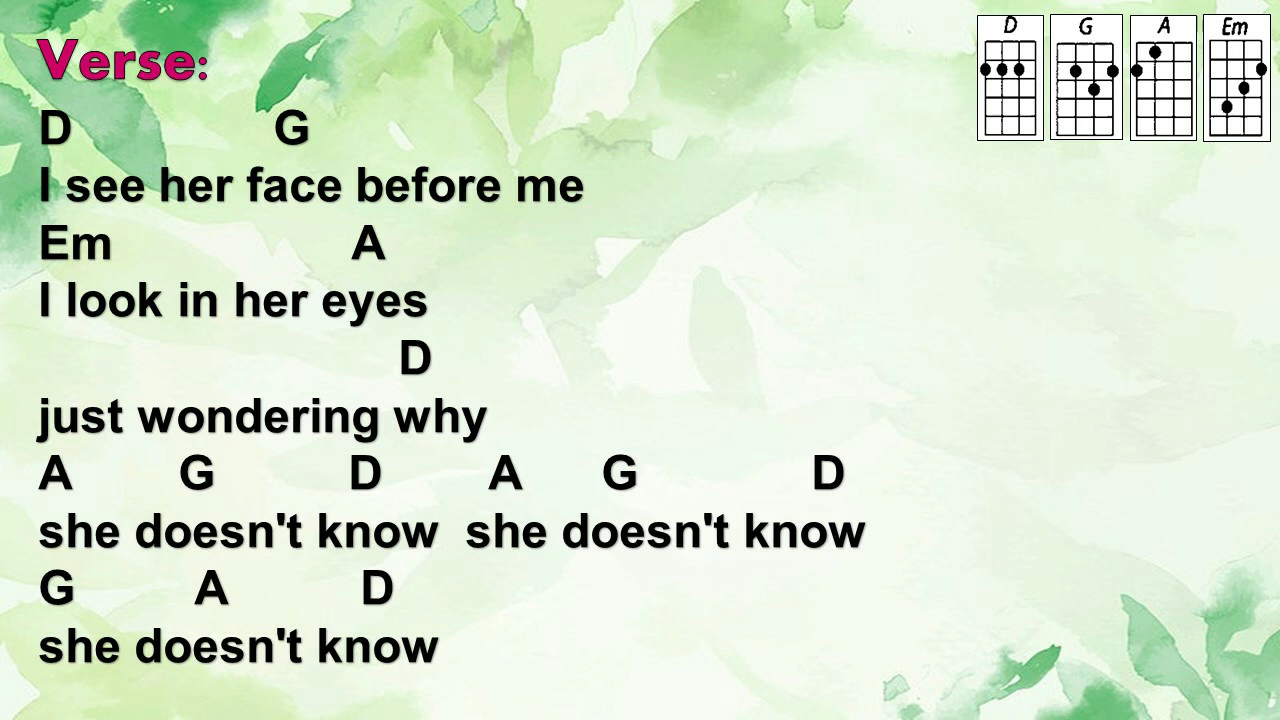 Verse:
D G A Em
D G
I see her face before me
Em A
I look in her eyes
D
just wondering why
A G D A G D
she doesn't know she doesn't know
G A D
she doesn't know